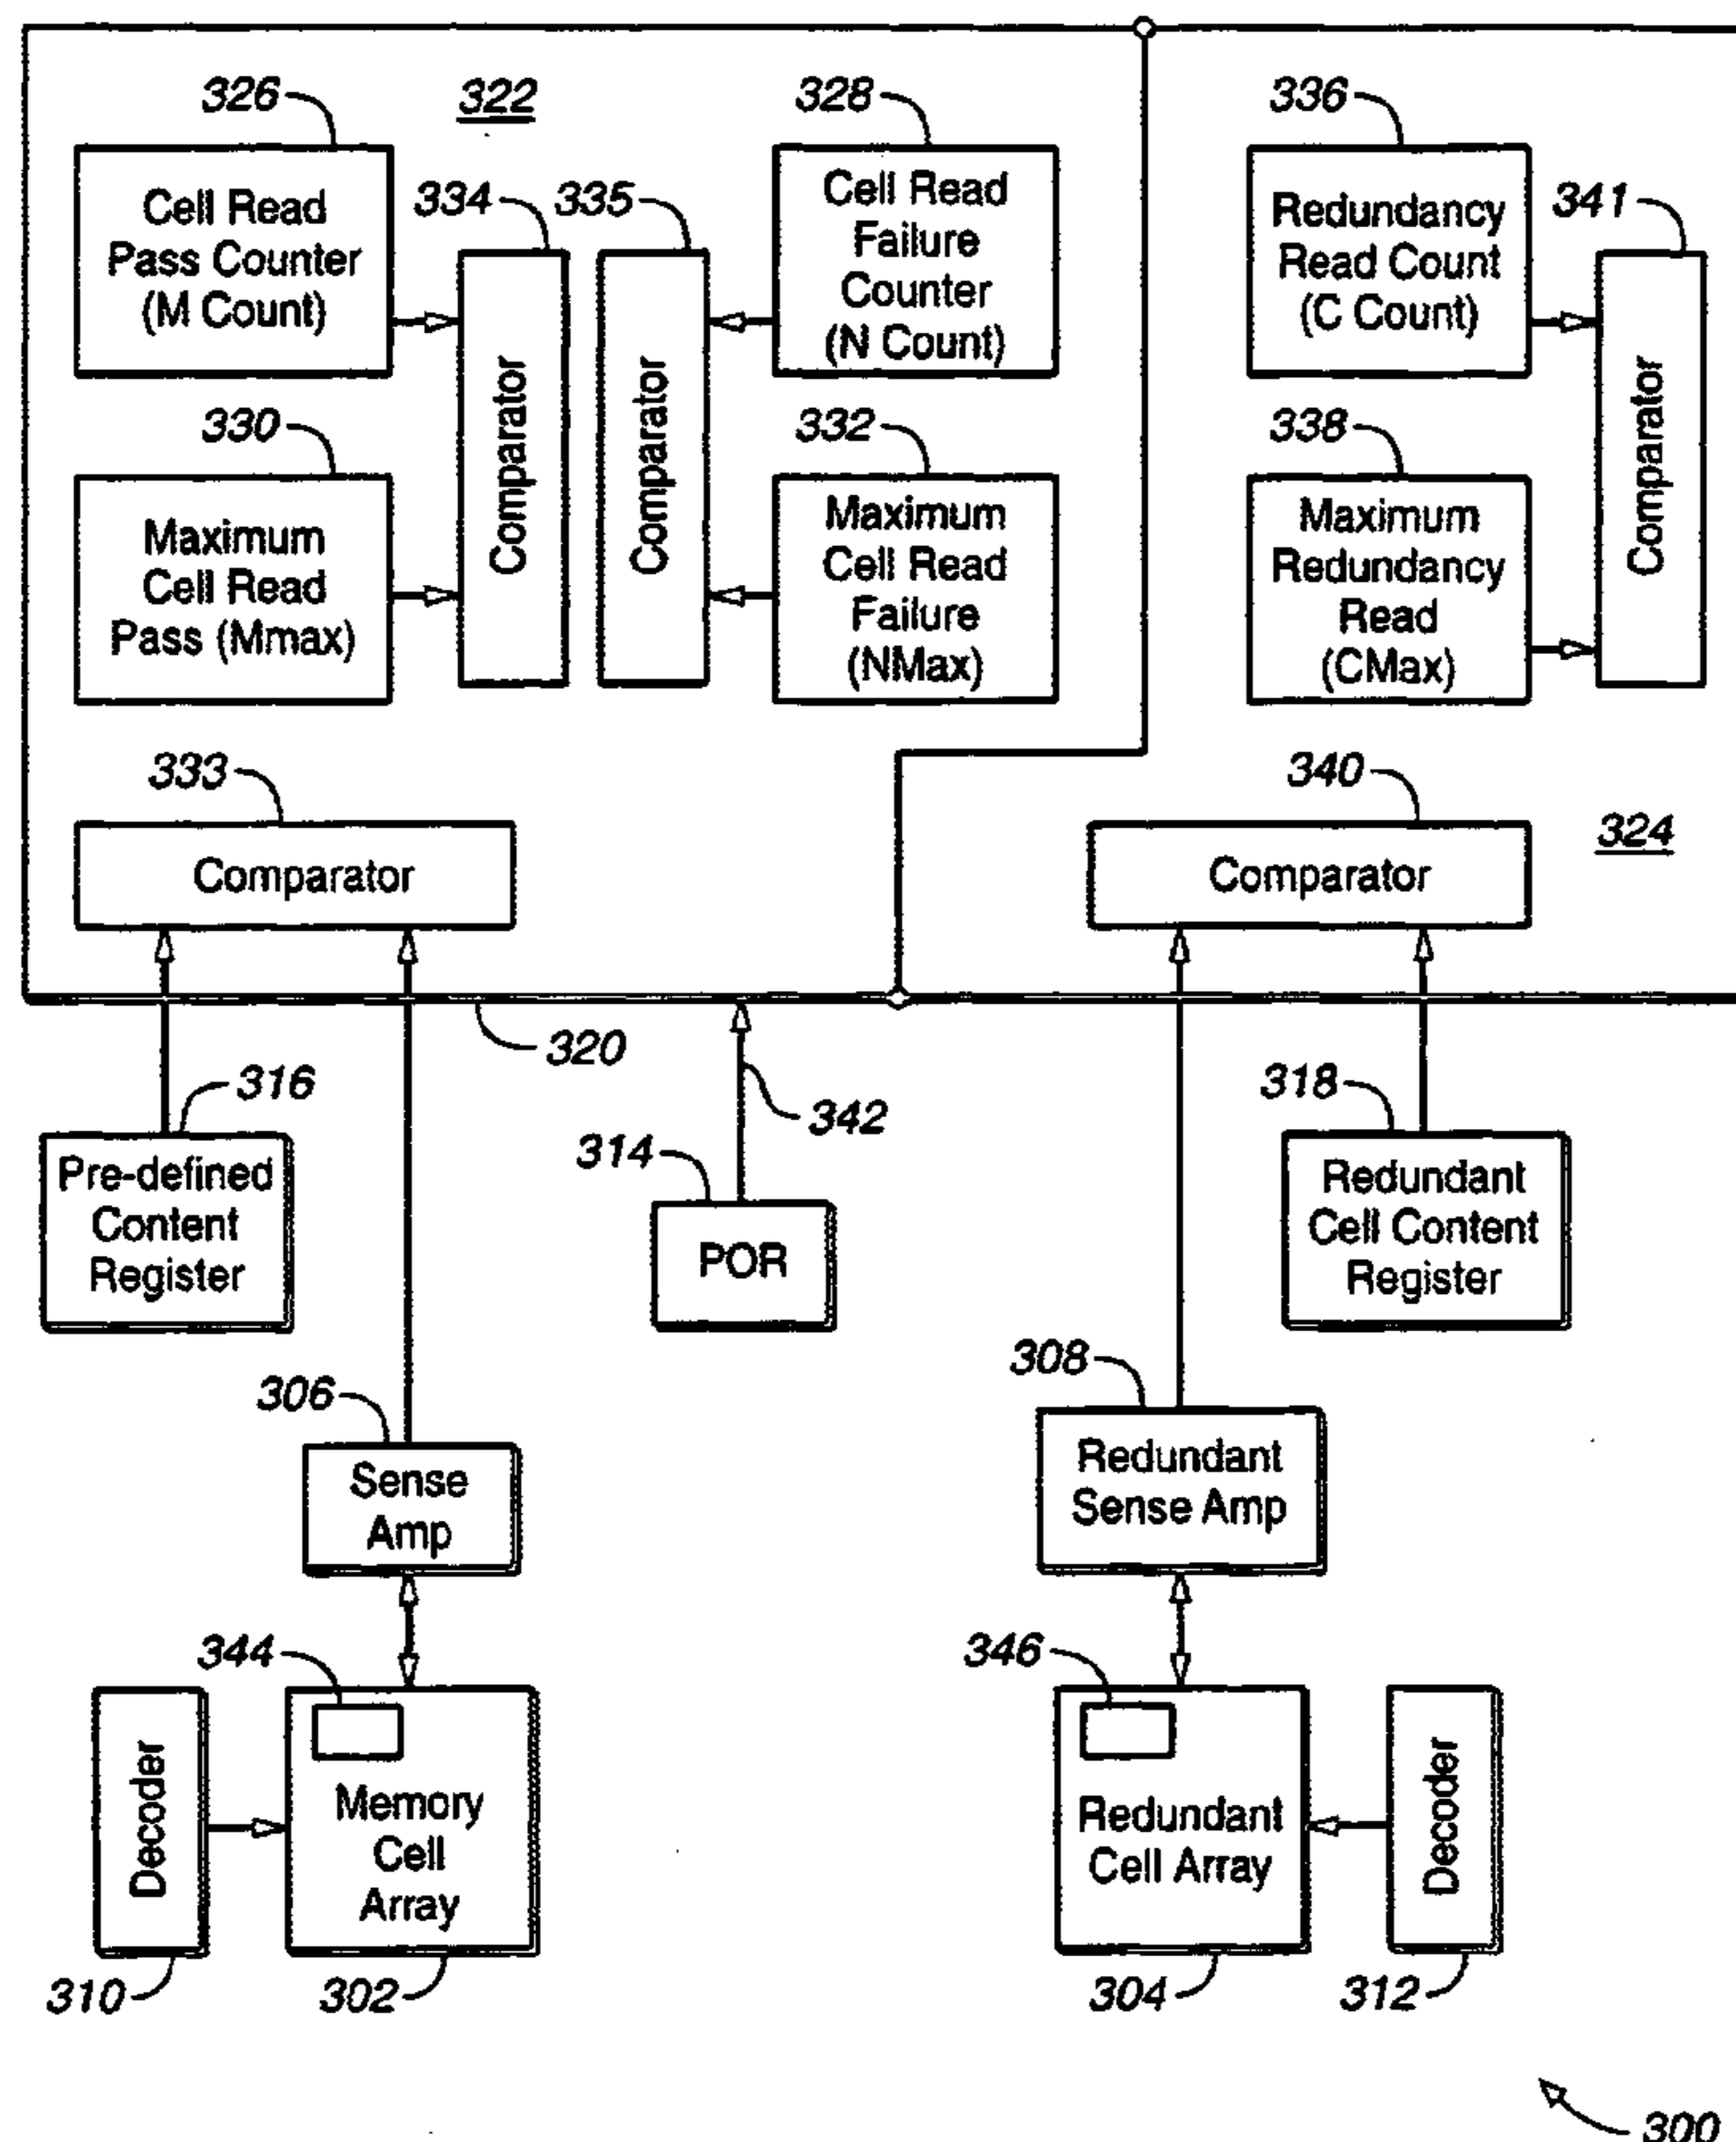 326
322
328
336
Cell Read
Pass Counter
(M Count)
334
335
Cell Read
Failure
Counter
(N Count)
Redundancy
Read Count
(C Count)
341
Comparator
Comparator
Comparator
330
332
338
Maximum
Cell Read
Pass (Mmax)
Maximum
Cell Read
Failure
(NMax)
Maximum
Redundancy
Read
(CMax)
333
340
324
Comparator
Comparator
320
316
342
318
314
Pre-defined
Content
Register
POR
Redundant
Cell Content
Register
306
308
Sense
Amp
Redundant
Sense Amp
344
346
Decoder
Memory
Cell
Array
Redundant
Cell Array
Decoder
310
302
304
312
300